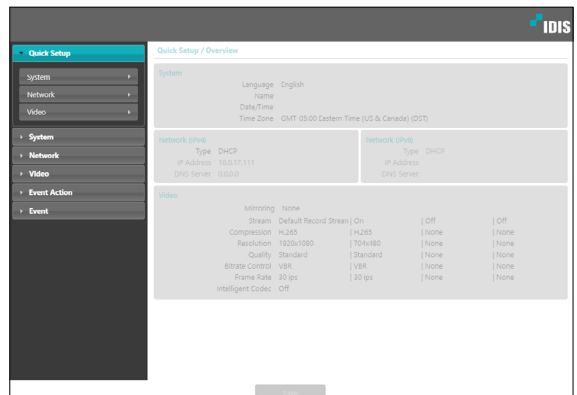 IDIS
Quick Setup
System
Network
Video
System
Network
Video
Event Action
Event
Quick Setup / Overview
System
Language English
Name
Date/Time
Time Zone GMT-05:00 Eastern Time (US & Canada) (DST)
Network (IPv4)
Type DHCP
IP Address 10.0.17.111
DNS Server 0.0.0.0
Network (IPv6)
Type DHCP
IP Address
DNS Server
Video
Mirroring None
Stream Default Record Strean | On | Off | Off
Compression H.265 | H.265 | None | None
Resolution 1920x1080 | 704x480 | None | None
Quality Standard | Standard | None | None
Bitrate Control VBR | VBR | None | None
Frame Rate 30 ips | 30 ips | None | None
Intelligent Codec Off